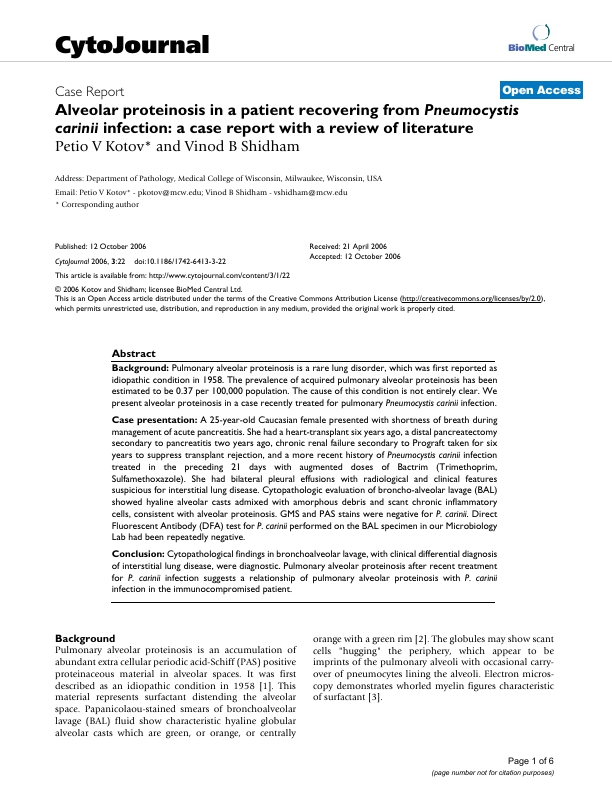 CytoJournal
BioMed Central
Case Report
Open Access
Alveolar proteinosis in a patient recovering from Pneumocystis
carinii infection: a case report with a review of literature
Petio V Kotov* and Vinod B Shidham
Address: Department of Pathology, Medical College of Wisconsin, Milwaukee, Wisconsin, USA
Email: Petio V Kotov* - pkotov@mcw.edu; Vinod B Shidham - vshidham@mcw.edu
* Corresponding author
Published: 12 October 2006
CytoJournal 2006, 3:22 doi:10.1186/1742-6413-3-22
Received: 21 April 2006
Accepted: 12 October 2006
This article is available from: http://www.cytojournal.com/content/3/1/22
© 2006 Kotov and Shidham; licensee BioMed Central Ltd.
This is an Open Access article distributed under the terms of the Creative Commons Attribution License (http://creativecommons.org/licenses/by/2.0),
which permits unrestricted use, distribution, and reproduction in any medium, provided the original work is properly cited.
Abstract
Background: Pulmonary alveolar proteinosis is a rare lung disorder, which was first reported as
idiopathic condition in 1958. The prevalence of acquired pulmonary alveolar proteinosis has been
estimated to be 0.37 per 100,000 population. The cause of this condition is not entirely clear. We
present alveolar proteinosis in a case recently treated for pulmonary Pneumocystis carinii infection.
Case presentation: A 25-year-old Caucasian female presented with shortness of breath during
management of acute pancreatitis. She had a heart-transplant six years ago, a distal pancreatectomy
secondary to pancreatitis two years ago, chronic renal failure secondary to Prograft taken for six
years to suppress transplant rejection, and a more recent history of Pneumocystis carinii infection
treated in the preceding 21 days with augmented doses of Bactrim (Trimethoprim,
Sulfamethoxazole). She had bilateral pleural effusions with radiological and clinical features
suspicious for interstitial lung disease. Cytopathologic evaluation of broncho-alveolar lavage (BAL)
showed hyaline alveolar casts admixed with amorphous debris and scant chronic inflammatory
cells, consistent with alveolar proteinosis. GMS and PAS stains were negative for P. carinii. Direct
Fluorescent Antibody (DFA) test for P. carinii performed on the BAL specimen in our Microbiology
Lab had been repeatedly negative.
Conclusion: Cytopathological findings in bronchoalveolar lavage, with clinical differential diagnosis
of interstitial lung disease, were diagnostic. Pulmonary alveolar proteinosis after recent treatment
for P. carinii infection suggests a relationship of pulmonary alveolar proteinosis with P. carinii
infection in the immunocompromised patient.
Background
Pulmonary alveolar proteinosis is an accumulation of
abundant extra cellular periodic acid-Schiff (PAS) positive
proteinaceous material in alveolar spaces. It was first
described as an idiopathic condition in 1958 [1]. This
material represents surfactant distending the alveolar
space. Papanicolaou-stained smears of bronchoalveolar
lavage (BAL) fluid show characteristic hyaline globular
alveolar casts which are green, or orange, or centrally
orange with a green rim [2]. The globules may show scant
cells "hugging" the periphery, which appear to be
imprints of the pulmonary alveoli with occasional carry-
over of pneumocytes lining the alveoli. Electron micros-
copy demonstrates whorled myelin figures characteristic
of surfactant [3].
Page 1 of 6
(page number not for citation purposes)